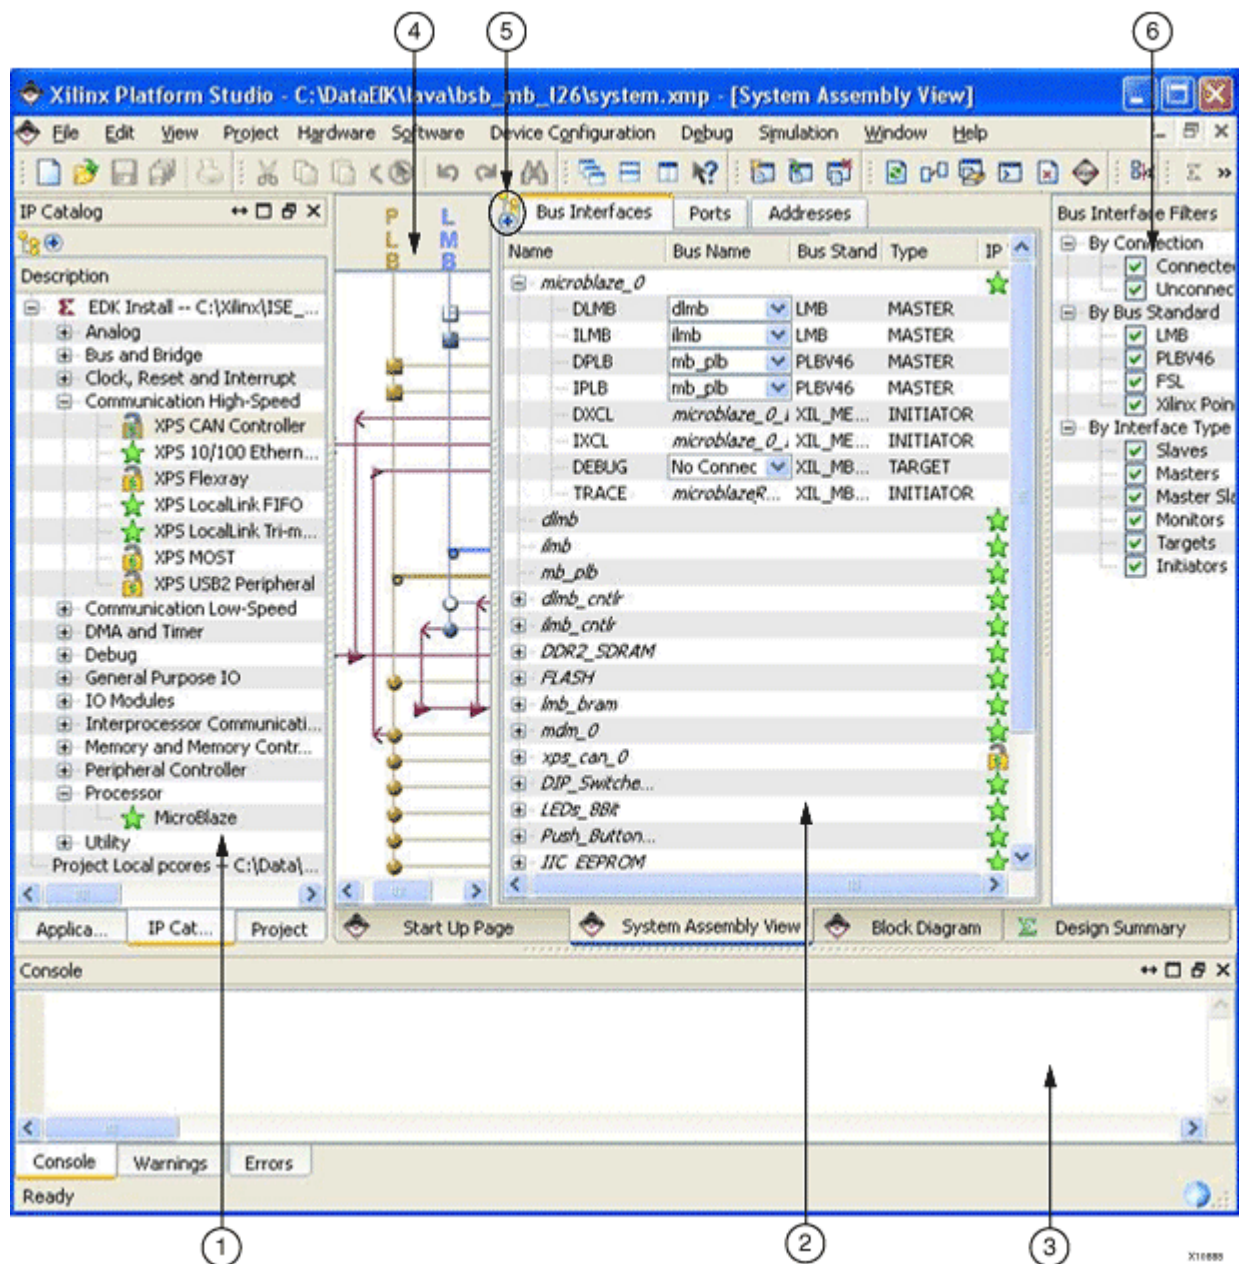 4 5 6
Xilinx Platform Studio - C:\DataEIK\lava\bsb_mb_l26\system.xmp - [System Assembly View]
File Edit View Project Hardware Software Device Configuration Debug Simulation Window Help
IP Catalog
Description
EDK Install -- C:\Xilinx\ISE_...
Analog
Bus and Bridge
Clock, Reset and Interrupt
Communication High-Speed
XPS CAN Controller
XPS 10/100 Ethern...
XPS Flexray
XPS LocalLink FIFO
XPS LocalLink Tri-m...
XPS MOST
XPS USB2 Peripheral
Communication Low-Speed
DMA and Timer
Debug
General Purpose IO
IO Modules
Interprocessor Communicati...
Memory and Memory Contr...
Peripheral Controller
Processor
MicroBlaze
Utility
Project Local pcores -- C:\Data\...
Applica... IP Cat... Project
PLB LMB
Bus Interfaces Ports Addresses
Name Bus Name Bus Stand Type IP
microblaze_0
DLMB dlmb LMB MASTER
ILMB ilmb LMB MASTER
DPLB mb_plb PLBV46 MASTER
IPLB mb_plb PLBV46 MASTER
DXCL microblaze_0_ XIL_ME... INITIATOR
IXCL microblaze_0_ XIL_ME... INITIATOR
DEBUG No Connec XIL_MB... TARGET
TRACE microblazeR... XIL_MB... INITIATOR
dlmb
ilmb
mb_plb
dlmb_cntlr
ilmb_cntlr
DDR2_SDRAM
FLASH
lmb_bram
mdm_0
xps_can_0
DIP_Switche...
LEDs_8Bit
Push_Button...
IIC_EEPROM
Bus Interface Filters
By Connection
Connected
Unconnec
By Bus Standard
LMB
PLBV46
FSL
Xilinx Poin
By Interface Type
Slaves
Masters
Master Sla
Monitors
Targets
Initiators
Start Up Page System Assembly View Block Diagram Design Summary
Console
Console Warnings Errors
Ready
1 2 3
X10888